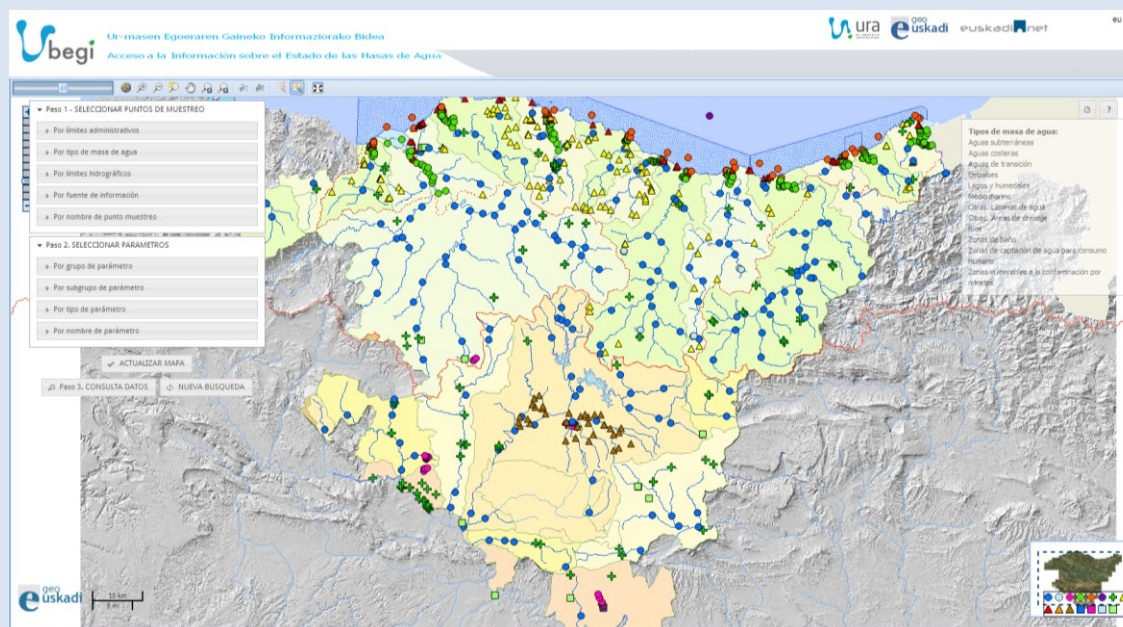 Ubegi
Ur-masen Egoeraren Gaineko Informaziorako Bidea
Acceso a la Información sobre el Estado de las Masas de Agua
ura
geo
euskadi
euskadi net
eu
Paso 1 - SELECCIONAR PUNTOS DE MUESTREO
Por límites administrativos
Por tipo de masa de agua
Por límites hidrográficos
Por fuente de información
Por nombre de punto muestreo
Paso 2. SELECCIONAR PARÁMETROS
Por grupo de parámetro
Por subgrupo de parámetro
Por tipo de parámetro
Por nombre de parámetro
ACTUALIZAR MAPA
Paso 3. CONSULTA DATOS
NUEVA BÚSQUEDA
?
Tipos de masa de agua:
Aguas subterráneas
Aguas costeras
Aguas de transición
Embalses
Lagos y humedales
Medio marino
Otras. Láminas de agua
Otras. Áreas de drenaje
Ríos
Zonas de baño
Zonas de captación de agua para consumo
humano
Zonas vulnerables a la contaminación por
nitratos
geo
euskadi
10 km
5 mi